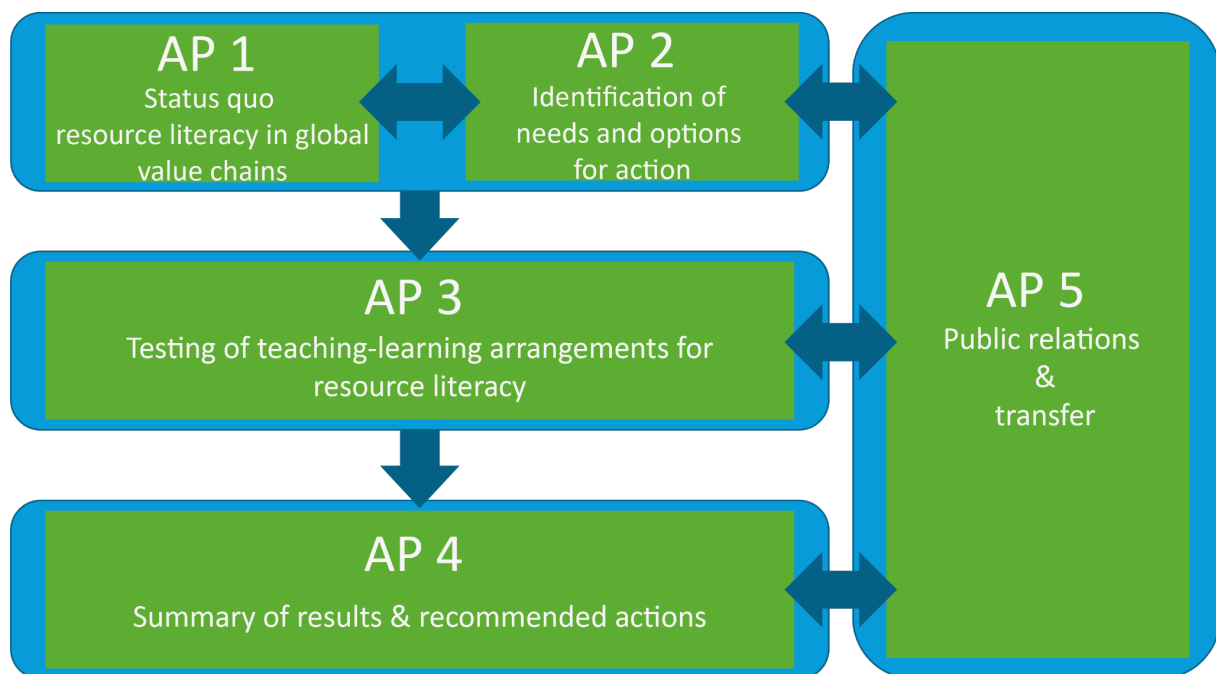 AP 1
Status quo
resource literacy in global
value chains
AP 2
Identification of
needs and options
for action
AP 3
Testing of teaching-learning arrangements for
resource literacy
AP 4
Summary of results & recommended actions
AP 5
Public relations
&
transfer